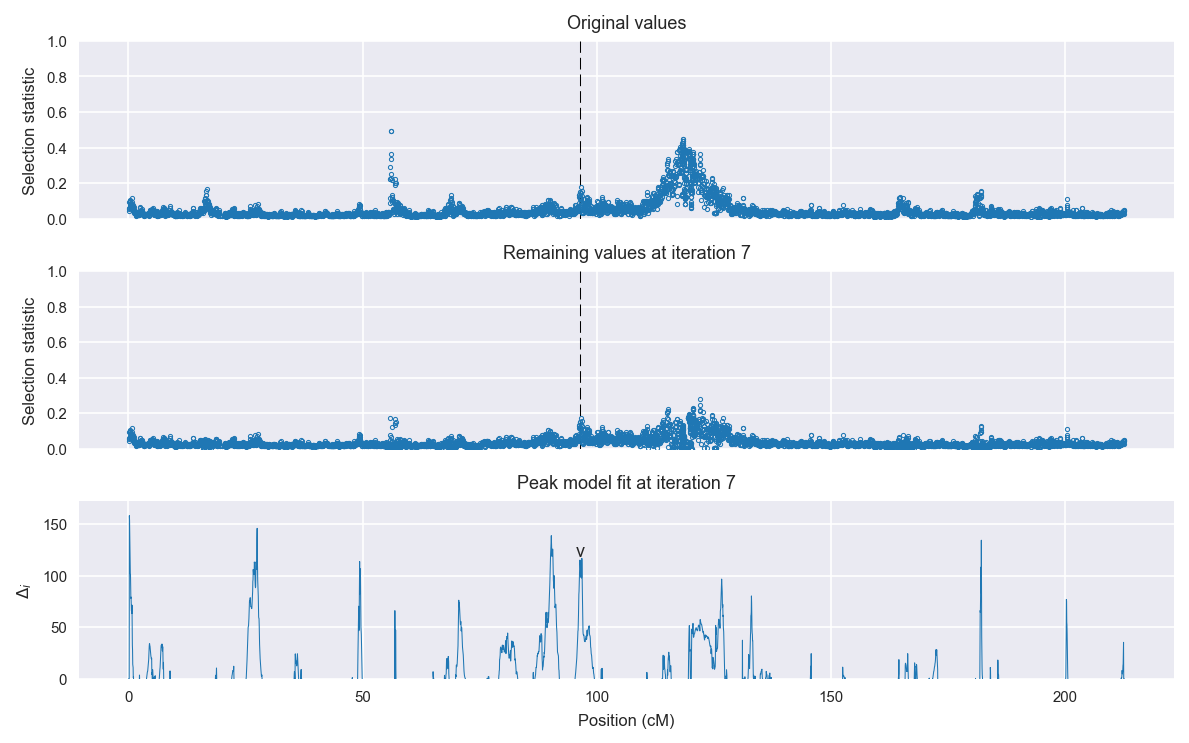 Original values
1.0
0.8
0.6
0.4
0.2
0.0
Selection statistic
Remaining values at iteration 7
1.0
0.8
0.6
0.4
0.2
0.0
Selection statistic
Peak model fit at iteration 7
v
150
100
50
0
Δi
0 50 100 150 200
Position (cM)